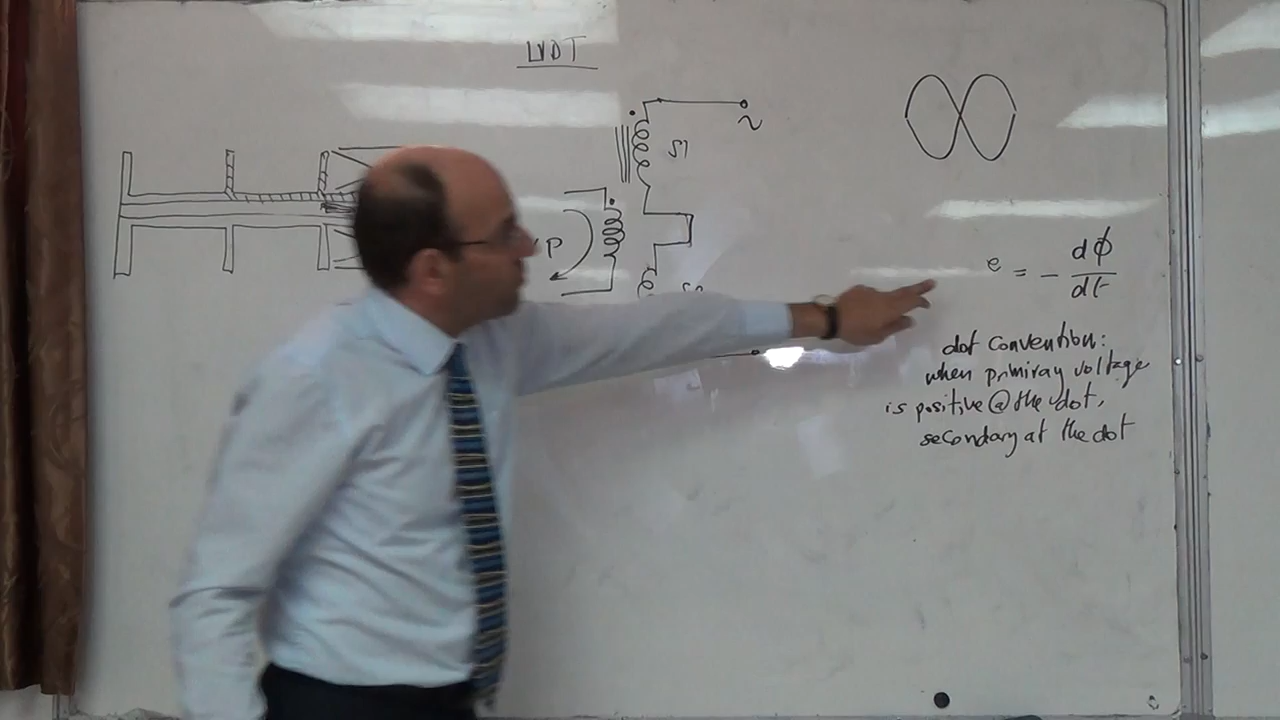 LVDT
S1
P
e = - dϕ/dt
dot convention:
when primiray voltage
is positive @ the dot,
secondary at the dot